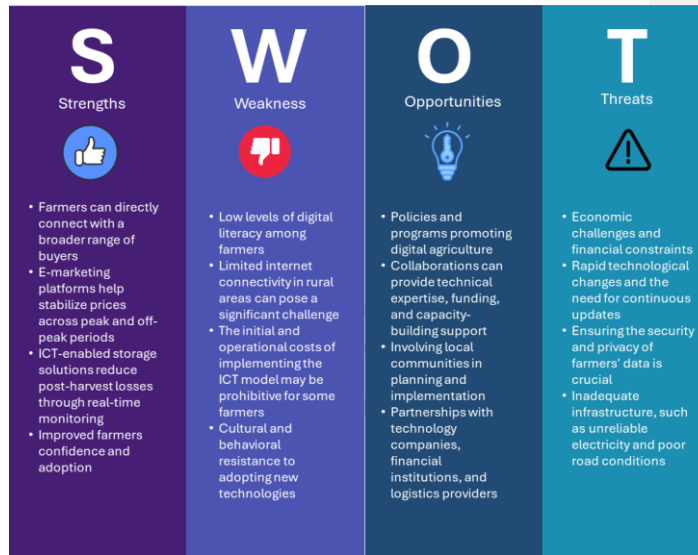 S
Strengths
• Farmers can directly
connect with a
broader range of
buyers
• E-marketing
platforms help
stabilize prices
across peak and off-
peak periods
• ICT-enabled storage
solutions reduce
post-harvest losses
through real-time
monitoring
• Improved farmers
confidence and
adoption
W
Weakness
• Low levels of digital
literacy among
farmers
• Limited internet
connectivity in rural
areas can pose a
significant challenge
• The initial and
operational costs of
implementing the
ICT model may be
prohibitive for some
farmers
• Cultural and
behavioral
resistance to
adopting new
technologies
O
Opportunities
• Policies and
programs promoting
digital agriculture
• Collaborations can
provide technical
expertise, funding,
and capacity-
building support
• Involving local
communities in
planning and
implementation
• Partnerships with
technology
companies,
financial
institutions, and
logistics providers
T
Threats
• Economic
challenges and
financial constraints
• Rapid technological
changes and the
need for continuous
updates
• Ensuring the security
and privacy of
farmers' data is
crucial
• Inadequate
infrastructure, such
as unreliable
electricity and poor
road conditions